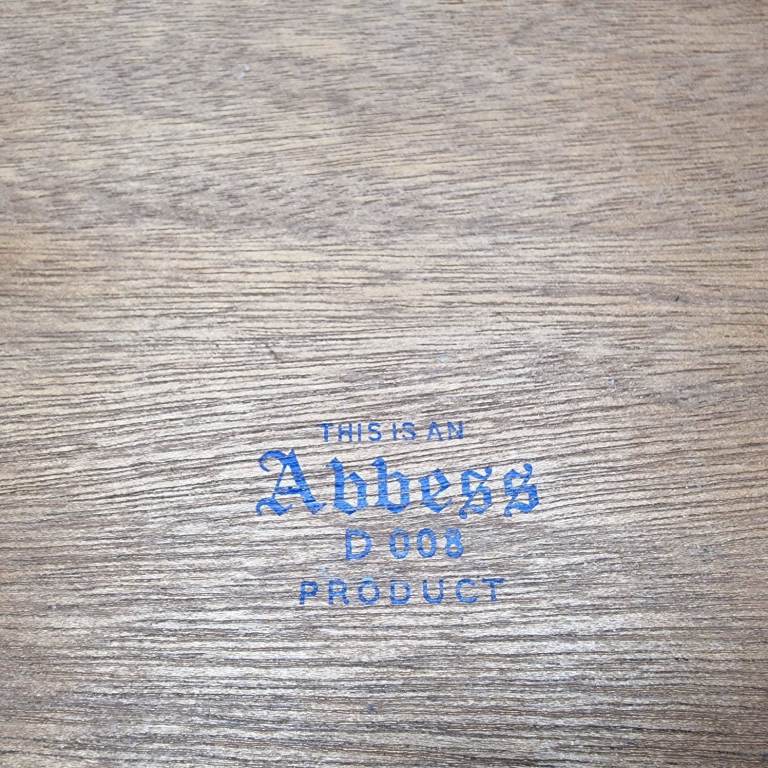 THIS IS AN
Abbess
D 008
PRODUCT